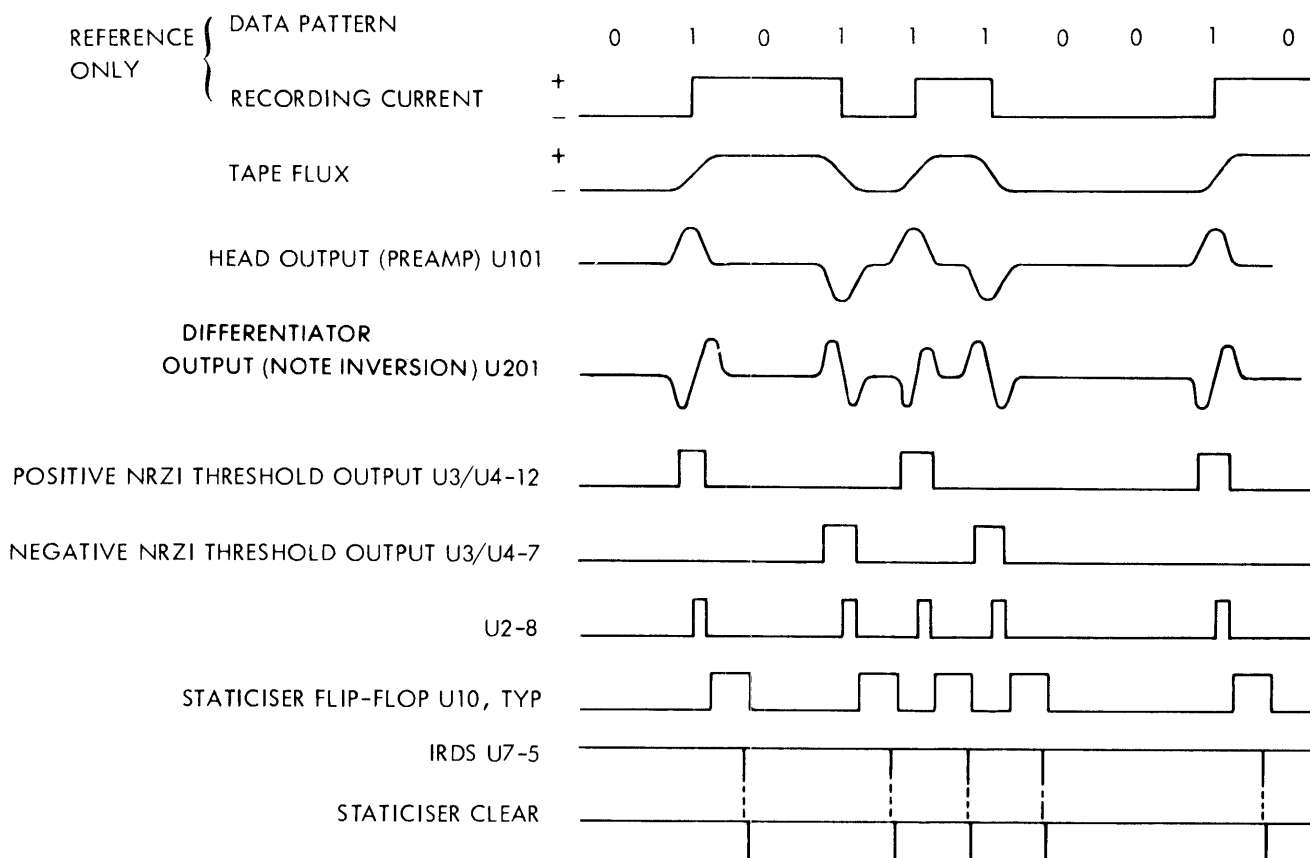 REFERENCE ONLY { DATA PATTERN 0 1 0 1 1 1 0 0 1 0
RECORDING CURRENT + −
TAPE FLUX + −
HEAD OUTPUT (PREAMP) U101
DIFFERENTIATOR
OUTPUT (NOTE INVERSION) U201
POSITIVE NRZI THRESHOLD OUTPUT U3/U4-12
NEGATIVE NRZI THRESHOLD OUTPUT U3/U4-7
U2-8
STATICISER FLIP-FLOP U10, TYP
IRDS U7-5
STATICISER CLEAR